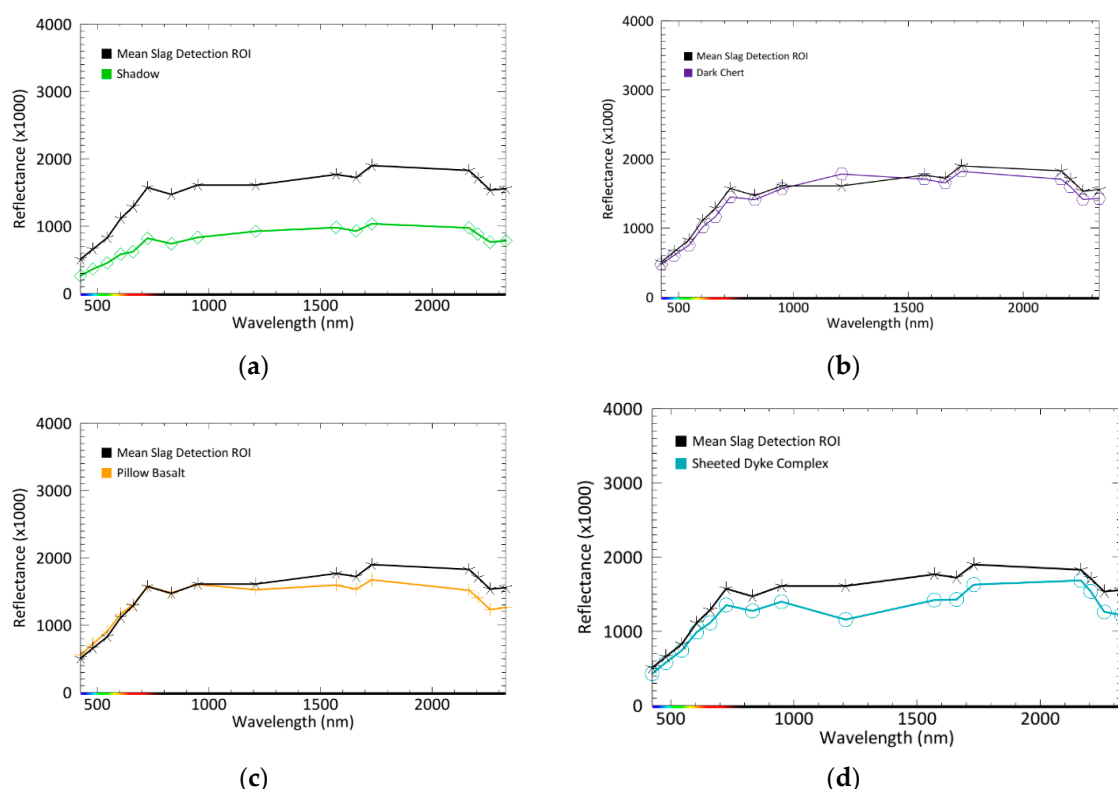 4000
3000
2000
1000
0
Reflectance (x1000)
Mean Slag Detection ROI
Shadow
500 1000 1500 2000
Wavelength (nm)
(a)
4000
3000
2000
1000
0
Reflectance (x1000)
Mean Slag Detection ROI
Dark Chert
500 1000 1500 2000
Wavelength (nm)
(b)
4000
3000
2000
1000
0
Reflectance (x1000)
Mean Slag Detection ROI
Pillow Basalt
500 1000 1500 2000
Wavelength (nm)
(c)
4000
3000
2000
1000
0
Reflectance (x1000)
Mean Slag Detection ROI
Sheeted Dyke Complex
500 1000 1500 2000
Wavelength (nm)
(d)